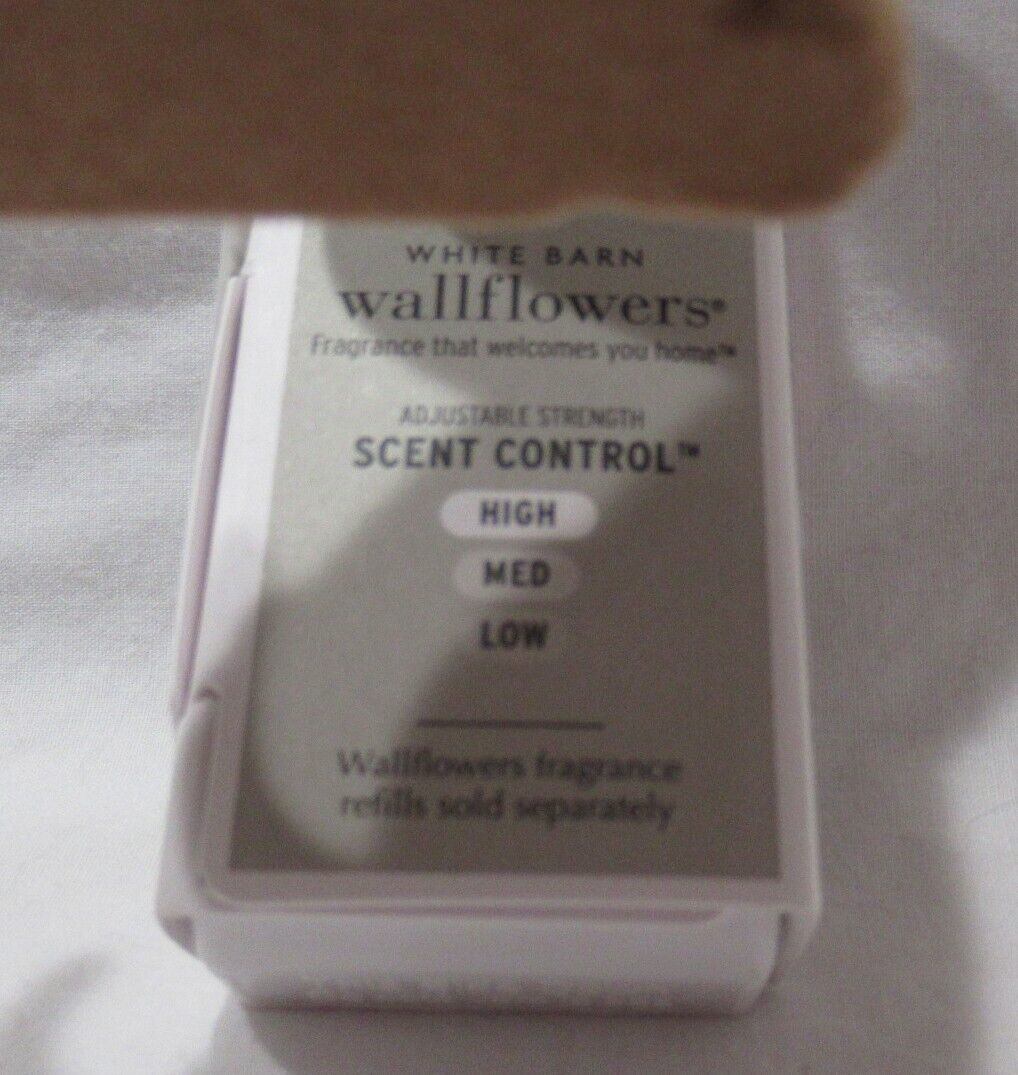 WHITE BARN
wallflowers®
Fragrance that welcomes you home™
ADJUSTABLE STRENGTH
SCENT CONTROL™
HIGH
MED
LOW
Wallflowers fragrance
refills sold separately